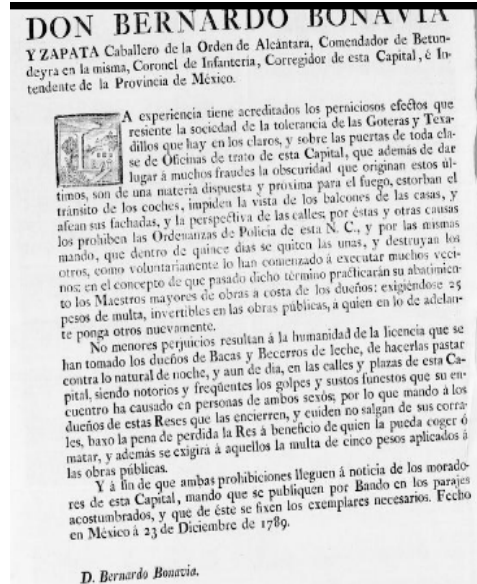 DON BERNARDO BONAVIA
Y ZAPATA Caballero de la Orden de Alcántara, Comendador de Betun-
deyra en la misma, Coronel de Infantería, Corregidor de esta Capital, é In-
tendente de la Provincia de México.
LA experiencia tiene acreditados los perniciosos efectos que
resiente la sociedad de la tolerancia de las Goteras y Texa-
dillos que hay en los claros, y sobre las puertas de toda cla-
se de Oficinas de trato de esta Capital, que además de dar
lugar á muchos fraudes la obscuridad que originan estos úl-
timos, son de una materia dispuesta y próxima para el fuego, estorban el
tránsito de los coches, impiden la vista de los balcones de las casas, y
afean sus fachadas, y la perspectiva de las calles; por éstas y otras causas
los prohiben las Ordenanzas de Policía de esta N. C., y por las mismas
mando, que dentro de quince dias se quiten las unas, y destruyan los
otros, como voluntariamente lo han comenzado á executar muchos veci-
nos; en el concepto de que pasado dicho término practicarán su abatimien-
to los Maestros mayores de obras á costa de los dueños: exigiéndose 25
pesos de multa, invertibles en las obras públicas, a quien en lo de adelan-
te ponga otros nuevamente.
No menores perjuicios resultan á la humanidad de la licencia que se
han tomado los dueños de Bacas y Becerros de leche, de hacerlas pastar
contra lo natural de noche, y aun de dia, en las calles y plazas de esta Ca-
pital, siendo notorios y freqüentes los golpes y sustos funestos que su en-
cuentro ha causado en personas de ambos sexôs; por lo que mando á los
dueños de estas Reses que las encierren, y cuiden no salgan de sus corra-
les, baxo la pena de perdida la Res á beneficio de quien la pueda coger ó
matar, y además se exigirá á aquellos la multa de cinco pesos aplicados á
las obras públicas.
Y á fin de que ambas prohibiciones lleguen á noticia de los morado-
res de esta Capital, mando que se publiquen por Bando en los parajes
acostumbrados, y que de éste se fixen los exemplares necesarios. Fecho
en México á 23 de Diciembre de 1789.
D. Bernardo Bonavia.